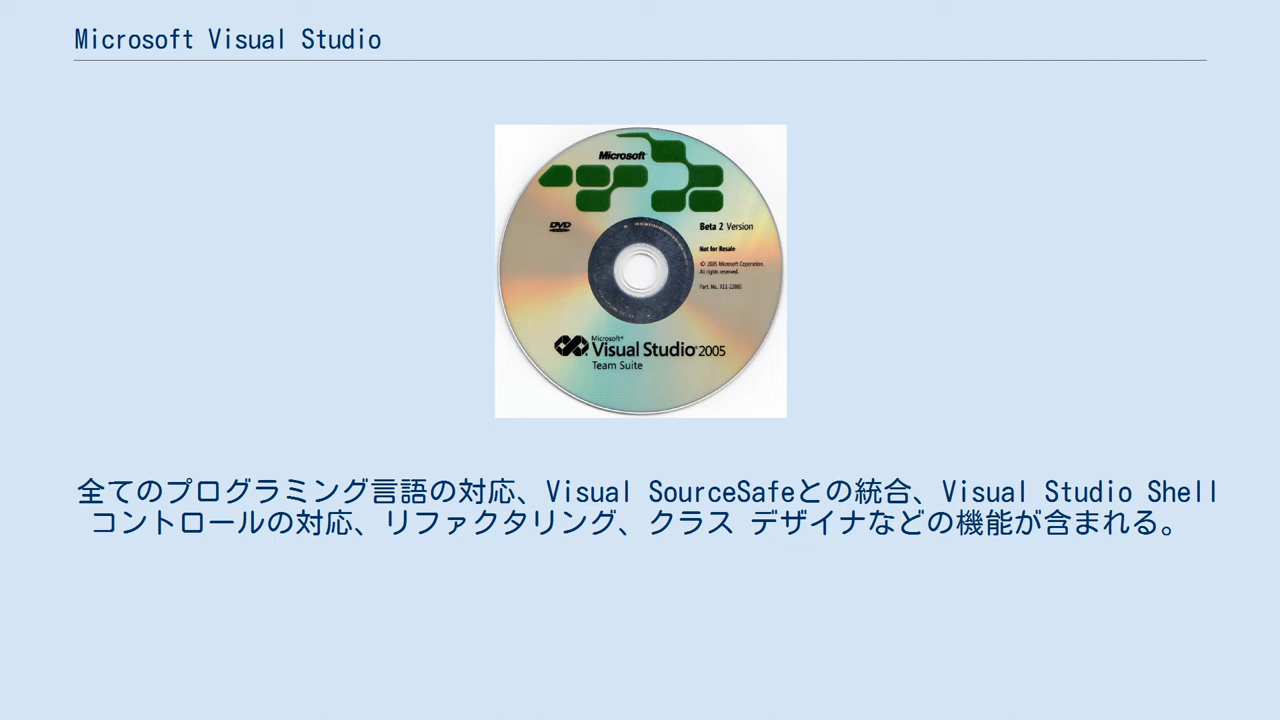 Microsoft Visual Studio
Microsoft
DVD
Beta 2 Version
Not for Resale
© 2005 Microsoft Corporation.
All rights reserved.
Microsoft®
Visual Studio® 2005
Team Suite
全てのプログラミング言語の対応、Visual SourceSafeとの統合、Visual Studio Shell
コントロールの対応、リファクタリング、クラス デザイナなどの機能が含まれる。